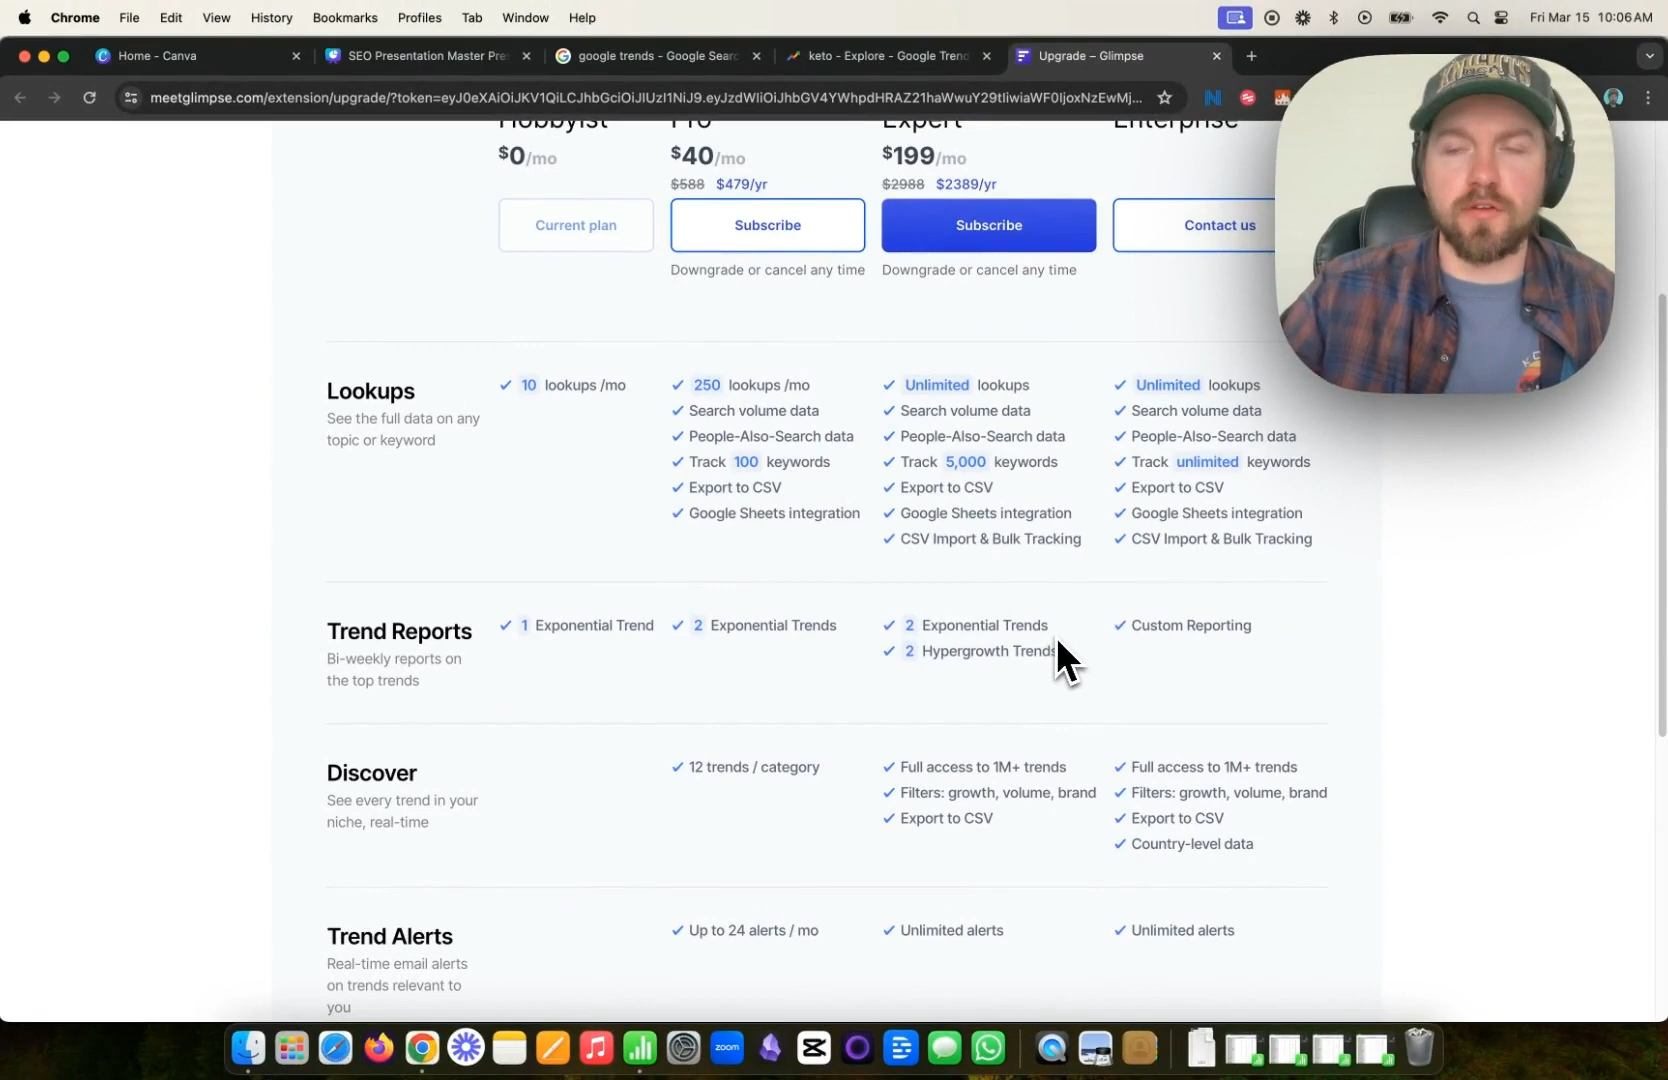 Chrome File Edit View History Bookmarks Profiles Tab Window Help Fri Mar 15 10:06 AM
Home - Canva
SEO Presentation Master Pre
google trends - Google Searc
keto - Explore - Google Trend
Upgrade – Glimpse
Hobbyist Pro Expert Enterprise
$0/mo $40/mo $199/mo
$588 $479/yr $2988 $2389/yr
Current plan Subscribe Subscribe Contact us
Downgrade or cancel any time Downgrade or cancel any time
Lookups
See the full data on any
topic or keyword
10 lookups /mo
250 lookups /mo
Search volume data
People-Also-Search data
Track 100 keywords
Export to CSV
Google Sheets integration
Unlimited lookups
Search volume data
People-Also-Search data
Track 5,000 keywords
Export to CSV
Google Sheets integration
CSV Import & Bulk Tracking
Unlimited lookups
Search volume data
People-Also-Search data
Track unlimited keywords
Export to CSV
Google Sheets integration
CSV Import & Bulk Tracking
Trend Reports
Bi-weekly reports on
the top trends
1 Exponential Trend
2 Exponential Trends
2 Exponential Trends
2 Hypergrowth Trends
Custom Reporting
Discover
See every trend in your
niche, real-time
12 trends / category
Full access to 1M+ trends
Filters: growth, volume, brand
Export to CSV
Full access to 1M+ trends
Filters: growth, volume, brand
Export to CSV
Country-level data
Trend Alerts
Real-time email alerts
on trends relevant to
you
Up to 24 alerts / mo
Unlimited alerts
Unlimited alerts
zoom